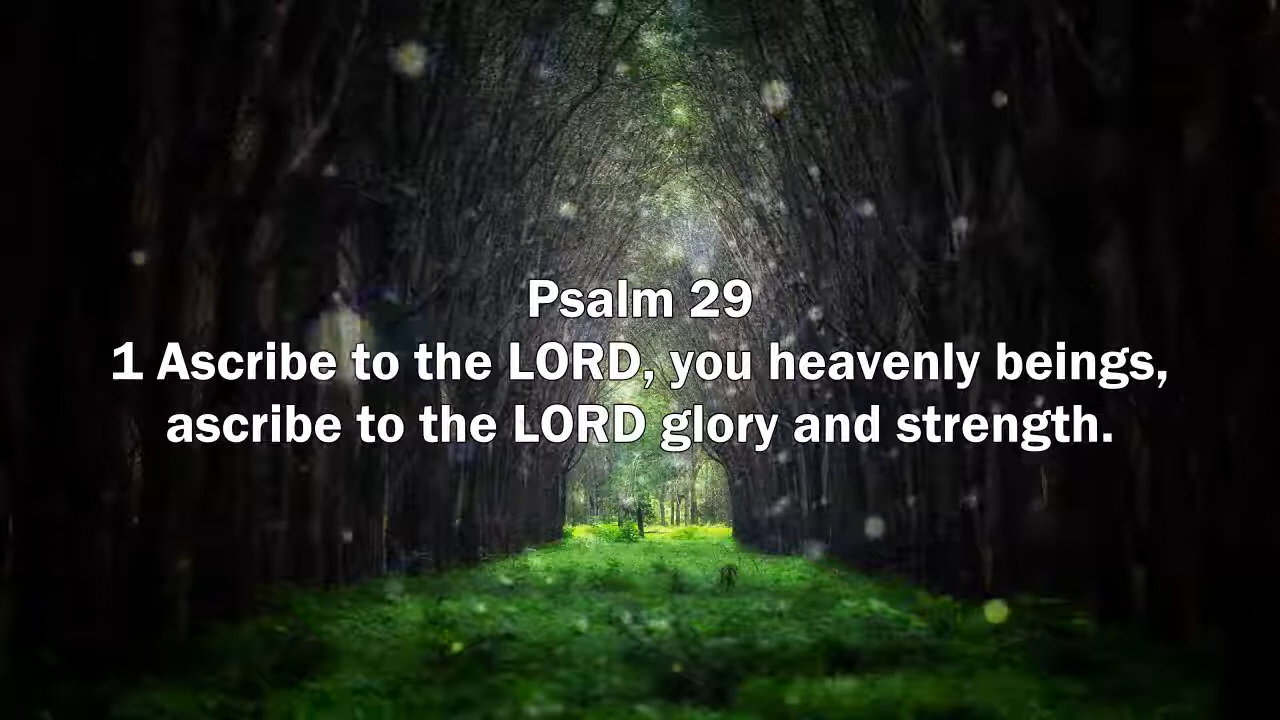 Psalm 29
1 Ascribe to the LORD, you heavenly beings,
ascribe to the LORD glory and strength.